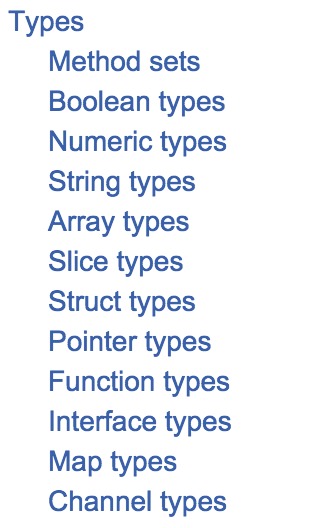 Types
Method sets
Boolean types
Numeric types
String types
Array types
Slice types
Struct types
Pointer types
Function types
Interface types
Map types
Channel types